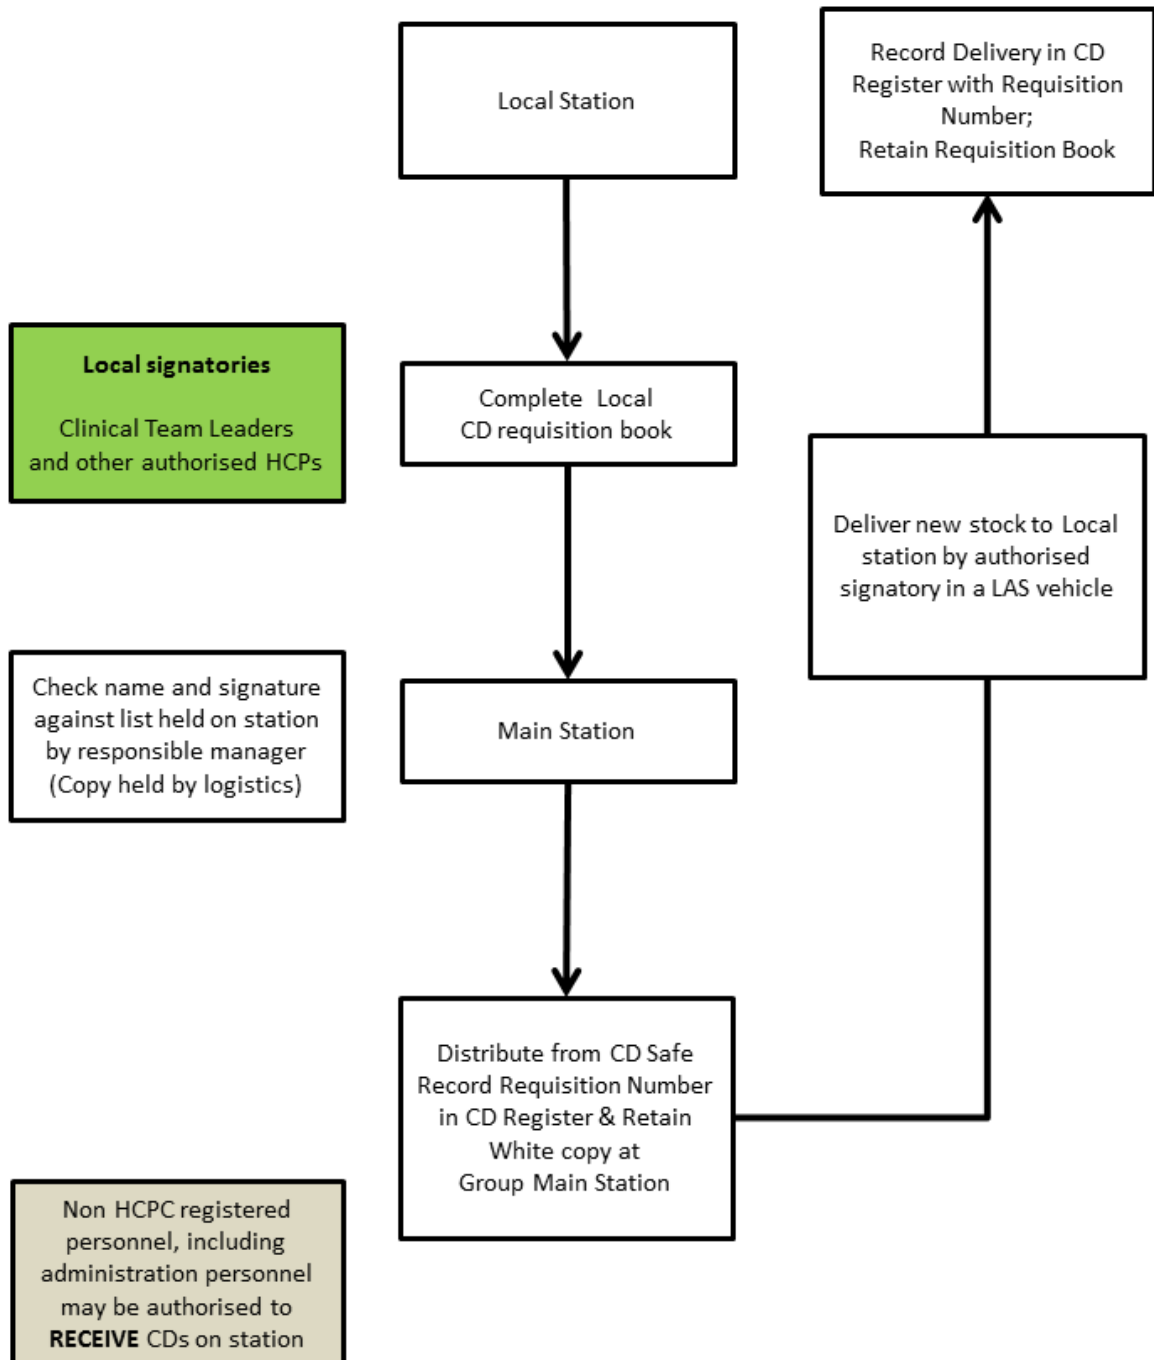 Local Station
Record Delivery in CD
Register with Requisition
Number;
Retain Requisition Book
Local signatories
Clinical Team Leaders
and other authorised HCPs
Complete Local
CD requisition book
Deliver new stock to Local
station by authorised
signatory in a LAS vehicle
Check name and signature
against list held on station
by responsible manager
(Copy held by logistics)
Main Station
Distribute from CD Safe
Record Requisition Number
in CD Register & Retain
White copy at
Group Main Station
Non HCPC registered
personnel, including
administration personnel
may be authorised to
RECEIVE CDs on station